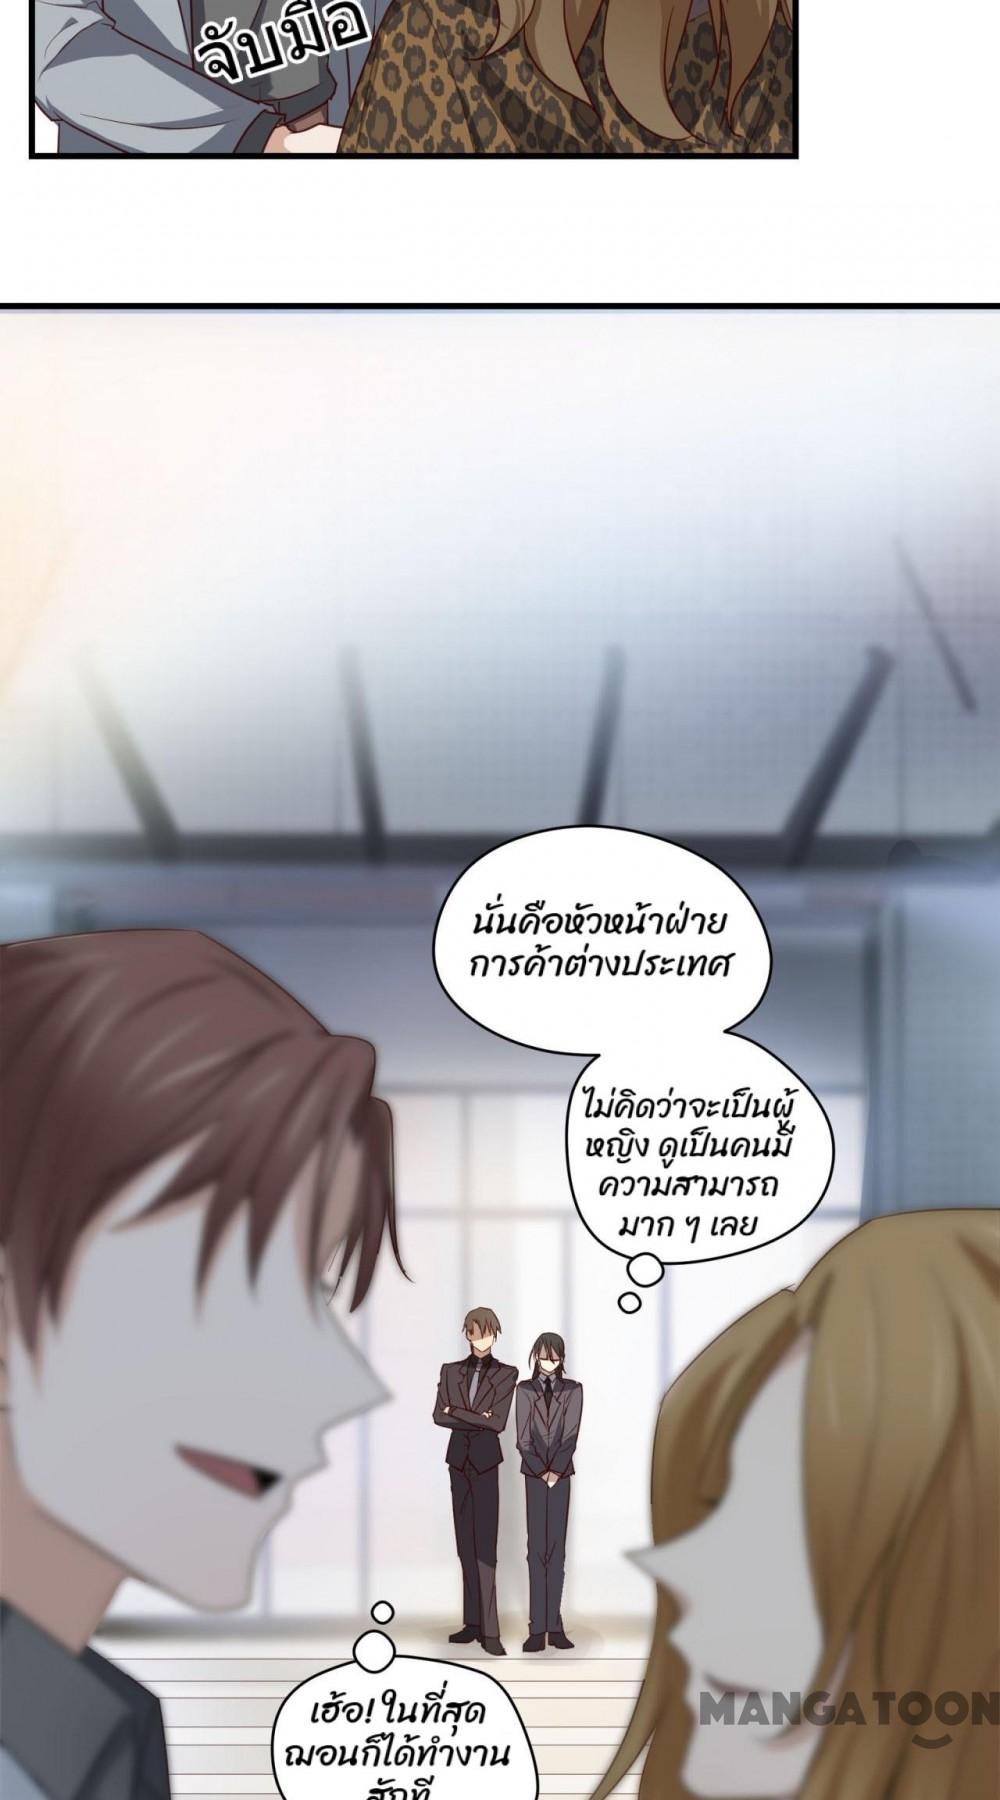 จับมือ
นั่นคือหัวหน้าฝ่าย
การค้าต่างประเทศ
ไม่คิดว่าจะเป็นผู้
หญิง ดูเป็นคนมี
ความสามารถ
มาก ๆ เลย
เฮ้อ! ในที่สุด
ฌอนก็ได้ทำงาน
สักที
MANGATOON